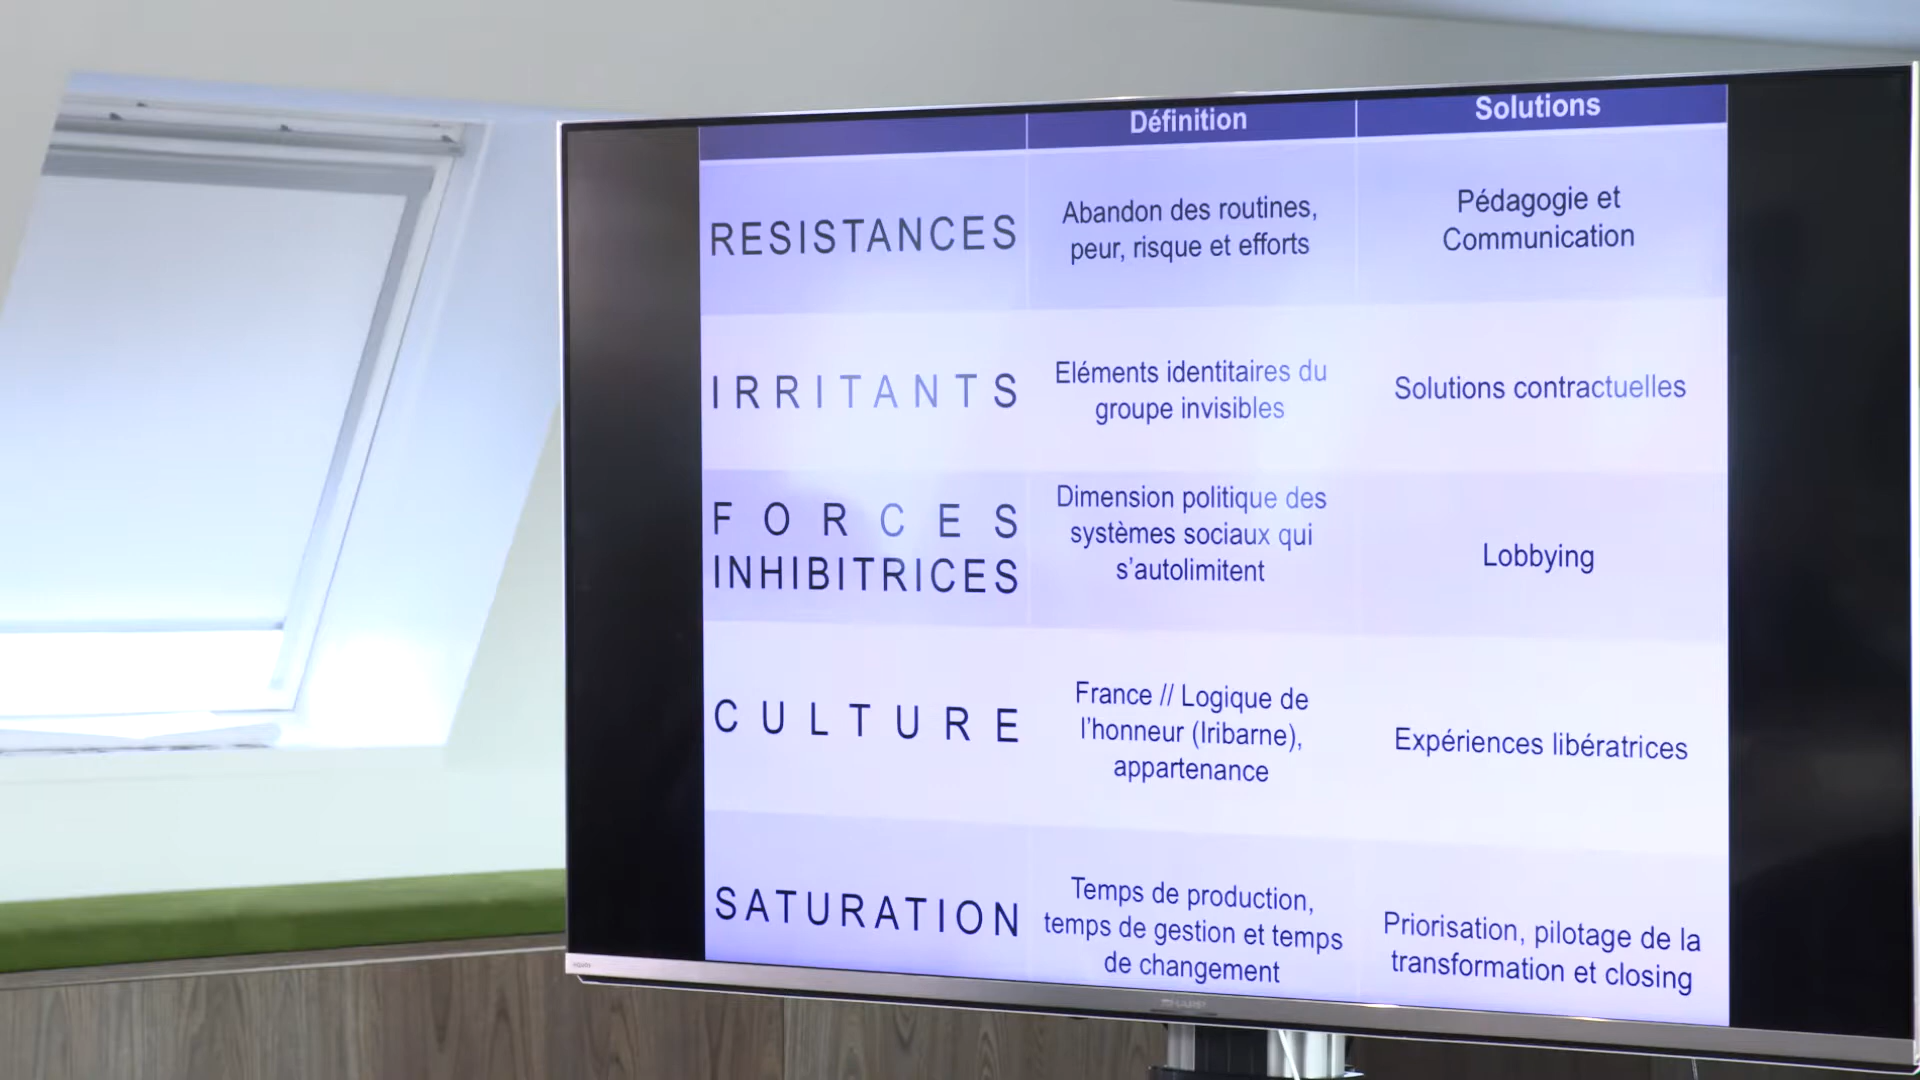 Définition
Solutions
RESISTANCES
Abandon des routines,
peur, risque et efforts
Pédagogie et
Communication
IRRITANTS
Eléments identitaires du
groupe invisibles
Solutions contractuelles
FORCES
INHIBITRICES
Dimension politique des
systèmes sociaux qui
s'autolimitent
Lobbying
CULTURE
France // Logique de
l'honneur (Iribarne),
appartenance
Expériences libératrices
SATURATION
Temps de production,
temps de gestion et temps
de changement
Priorisation, pilotage de la
transformation et closing
SHARP